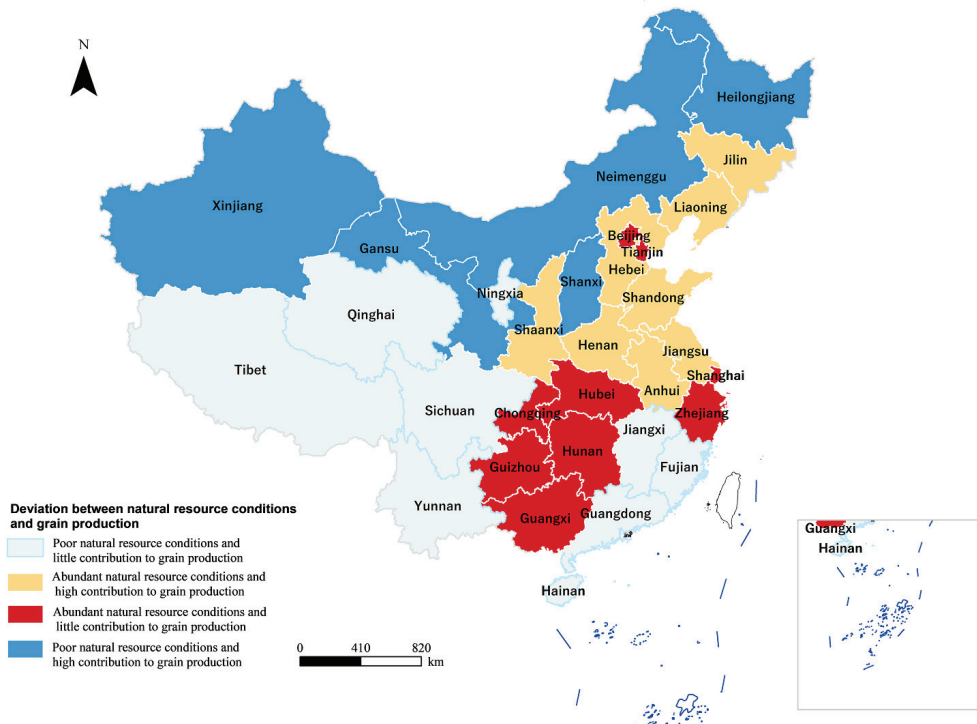 N
Heilongjiang
Jilin
Neimenggu
Liaoning
Xinjiang
Beijing
Gansu
Tianjin
Hebei
Shanxi
Ningxia
Shandong
Qinghai
Shaanxi
Henan
Jiangsu
Tibet
Shanghai
Anhui
Hubei
Sichuan
Chongqing
Zhejiang
Jiangxi
Hunan
Guizhou
Fujian
Yunnan
Guangxi
Guangdong
Hainan
Guangxi
Hainan
Deviation between natural resource conditions
and grain production
Poor natural resource conditions and
little contribution to grain production
Abundant natural resource conditions and
high contribution to grain production
Abundant natural resource conditions and
little contribution to grain production
Poor natural resource conditions and
high contribution to grain production
0 410 820
km